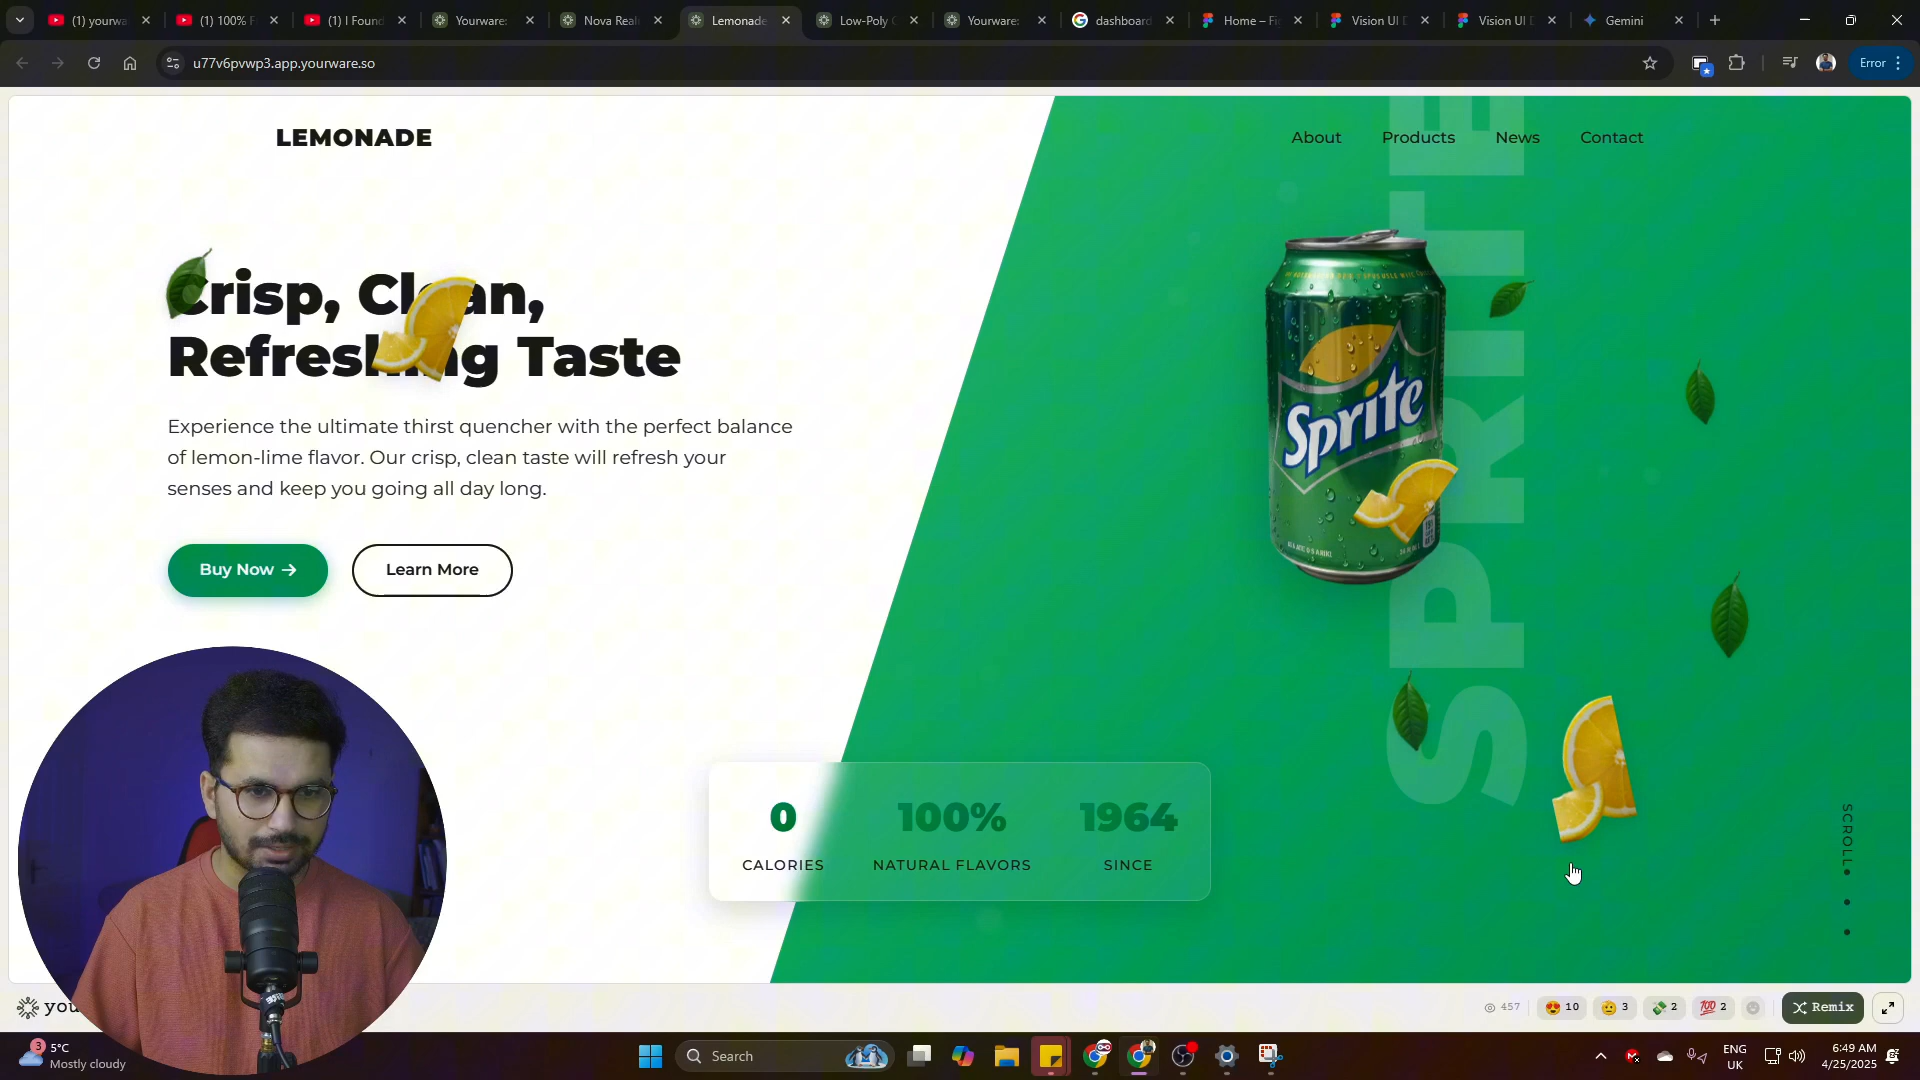 (1) yourwa
(1) 100% F
(1) I Found
Yourware:
Nova Real
Lemonade
Low-Poly
Yourware:
dashboard
Home – Fi
Vision UI D
Vision UI D
Gemini
u77v6pvwp3.app.yourware.so
Error
LEMONADE
About
Products
News
Contact
SPRITE
Crisp, Clean,
Refreshing Taste
Experience the ultimate thirst quencher with the perfect balance
of lemon-lime flavor. Our crisp, clean taste will refresh your
senses and keep you going all day long.
Buy Now →
Learn More
Sprite
0
CALORIES
100%
NATURAL FLAVORS
1964
SINCE
SCROLL
you
457
10
3
2
2
Remix
3
5°C
Mostly cloudy
Search
ENG
UK
6:49 AM
4/25/2025